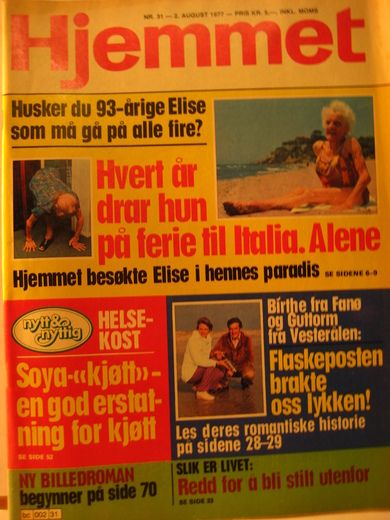 NR. 31 — 2. AUGUST 1977 — PRIS KR. 5,—, INKL. MOMS
Hjemmet
Husker du 93-årige Elise
som må gå på alle fire?
Hvert år
drar hun
på ferie til Italia. Alene
Hjemmet besøkte Elise i hennes paradis SE SIDENE 6–9
nytt &
nyttig
HELSE-
KOST
Soya-«kjøtt» -
en god erstat-
ning for kjøtt
SE SIDE 52
Birthe fra Fanø
og Guttorm
fra Vesterålen:
Flaskeposten
brakte
oss lykken!
Les deres romantiske historie
på sidene 28-29
NY BILLEDROMAN
begynner på side 70
SLIK ER LIVET:
Redd for å bli stilt utenfor
SE SIDE 23
bc 002 31